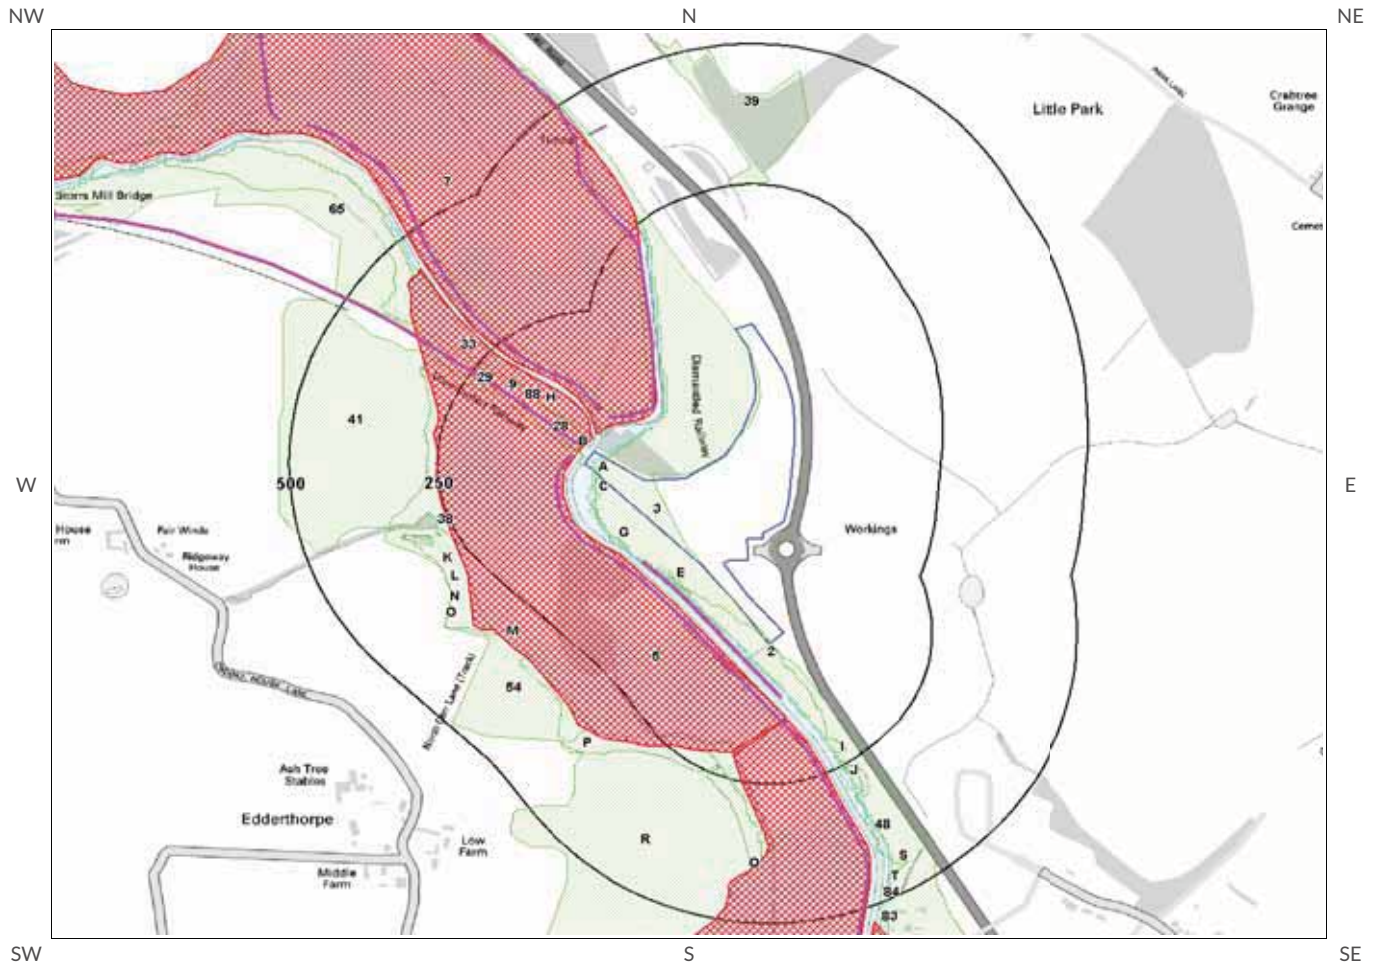 NW
N
NE
39
Little Park
Crabtree
Grange
PARK LANE
7
Storrs Mill Bridge
65
33
29
9
88
H
28
B
Dismantled Railway
41
A
C
W
500
250
3
E
38
G
Workings
House
Fair Winds
Ridgeway
House
K
L
N
O
E
M
6
2
54
P
I
J
Ash Tree
Stables
Edderthorpe
Low
Farm
R
48
S
T
84
83
Middle
Farm
SW
S
SE